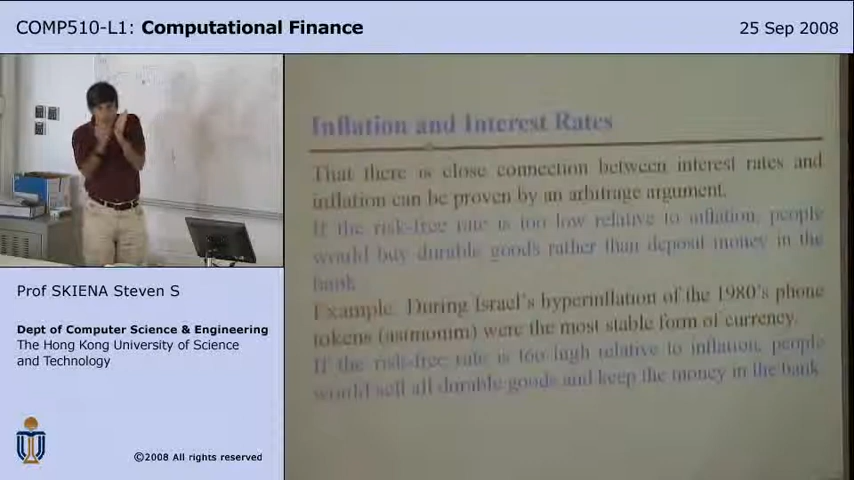 COMP510-L1: Computational Finance
25 Sep 2008
Inflation and Interest Rates
That there is close connection between interest rates and
inflation can be proven by an arbitrage argument.
If the risk-free rate is too low relative to inflation, people
would buy durable goods rather than deposit money in the
bank.
Example: During Israel's hyperinflation of the 1980's phone
tokens (asimonim) were the most stable form of currency.
If the risk-free rate is too high relative to inflation, people
would sell all durable goods and keep the money in the bank.
Prof SKIENA Steven S
Dept of Computer Science & Engineering
The Hong Kong University of Science
and Technology
©2008 All rights reserved